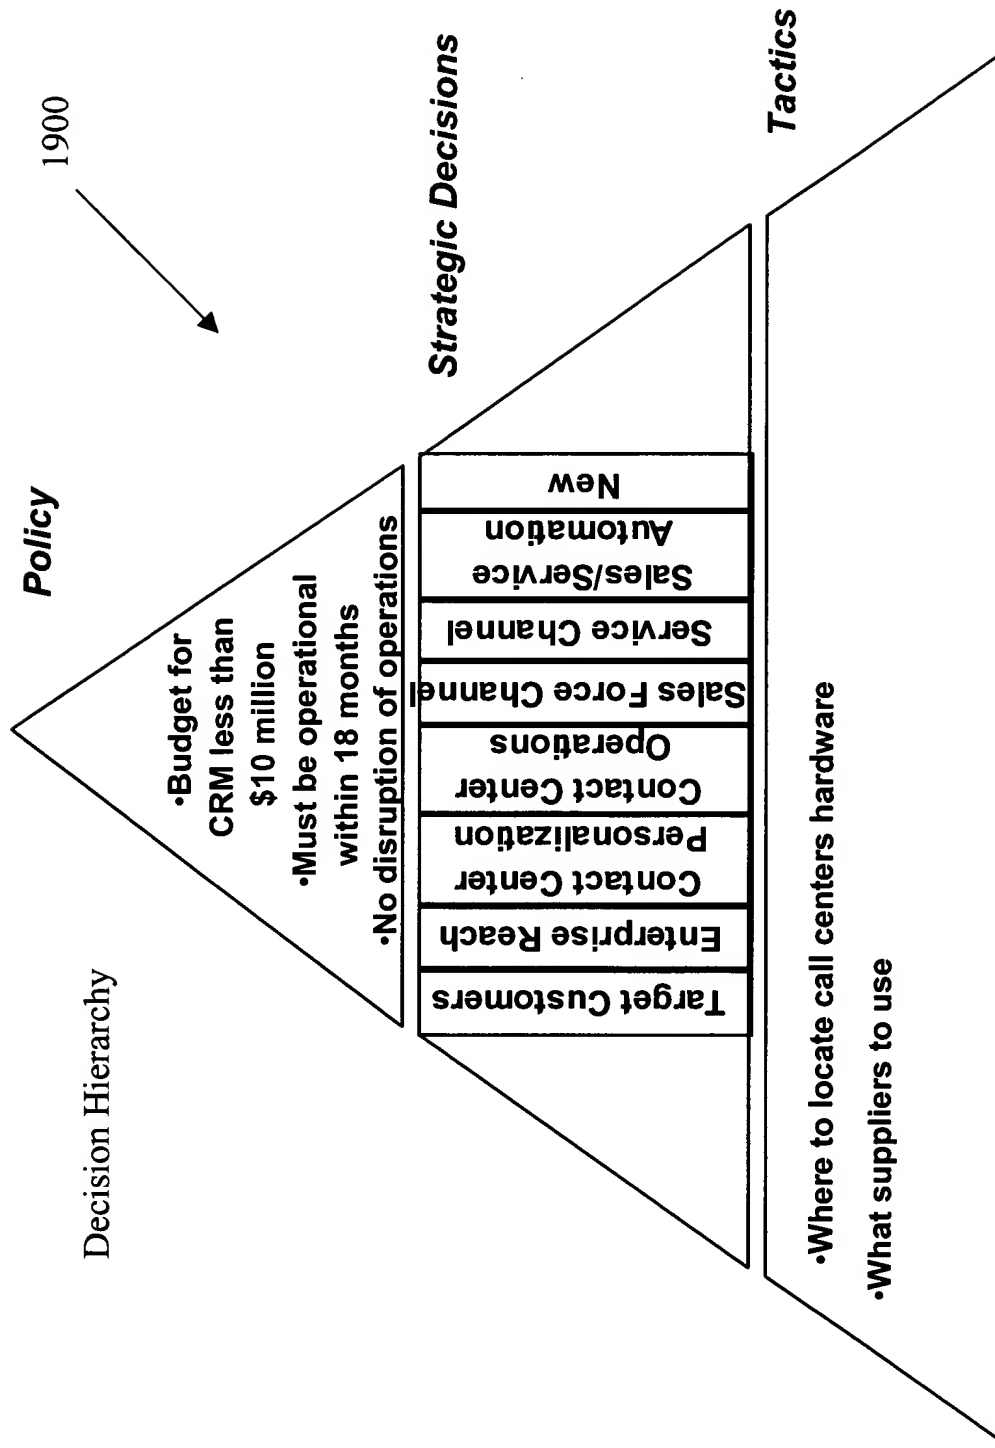 Decision Hierarchy
1900
Policy
•Budget for
CRM less than
$10 million
•Must be operational
within 18 months
•No disruption of operations
Strategic Decisions
Target Customers
Enterprise Reach
Contact Center
Personalization
Contact Center
Operations
Sales Force Channel
Service Channel
Sales/Service
Automation
New
Tactics
•Where to locate call centers hardware
•What suppliers to use